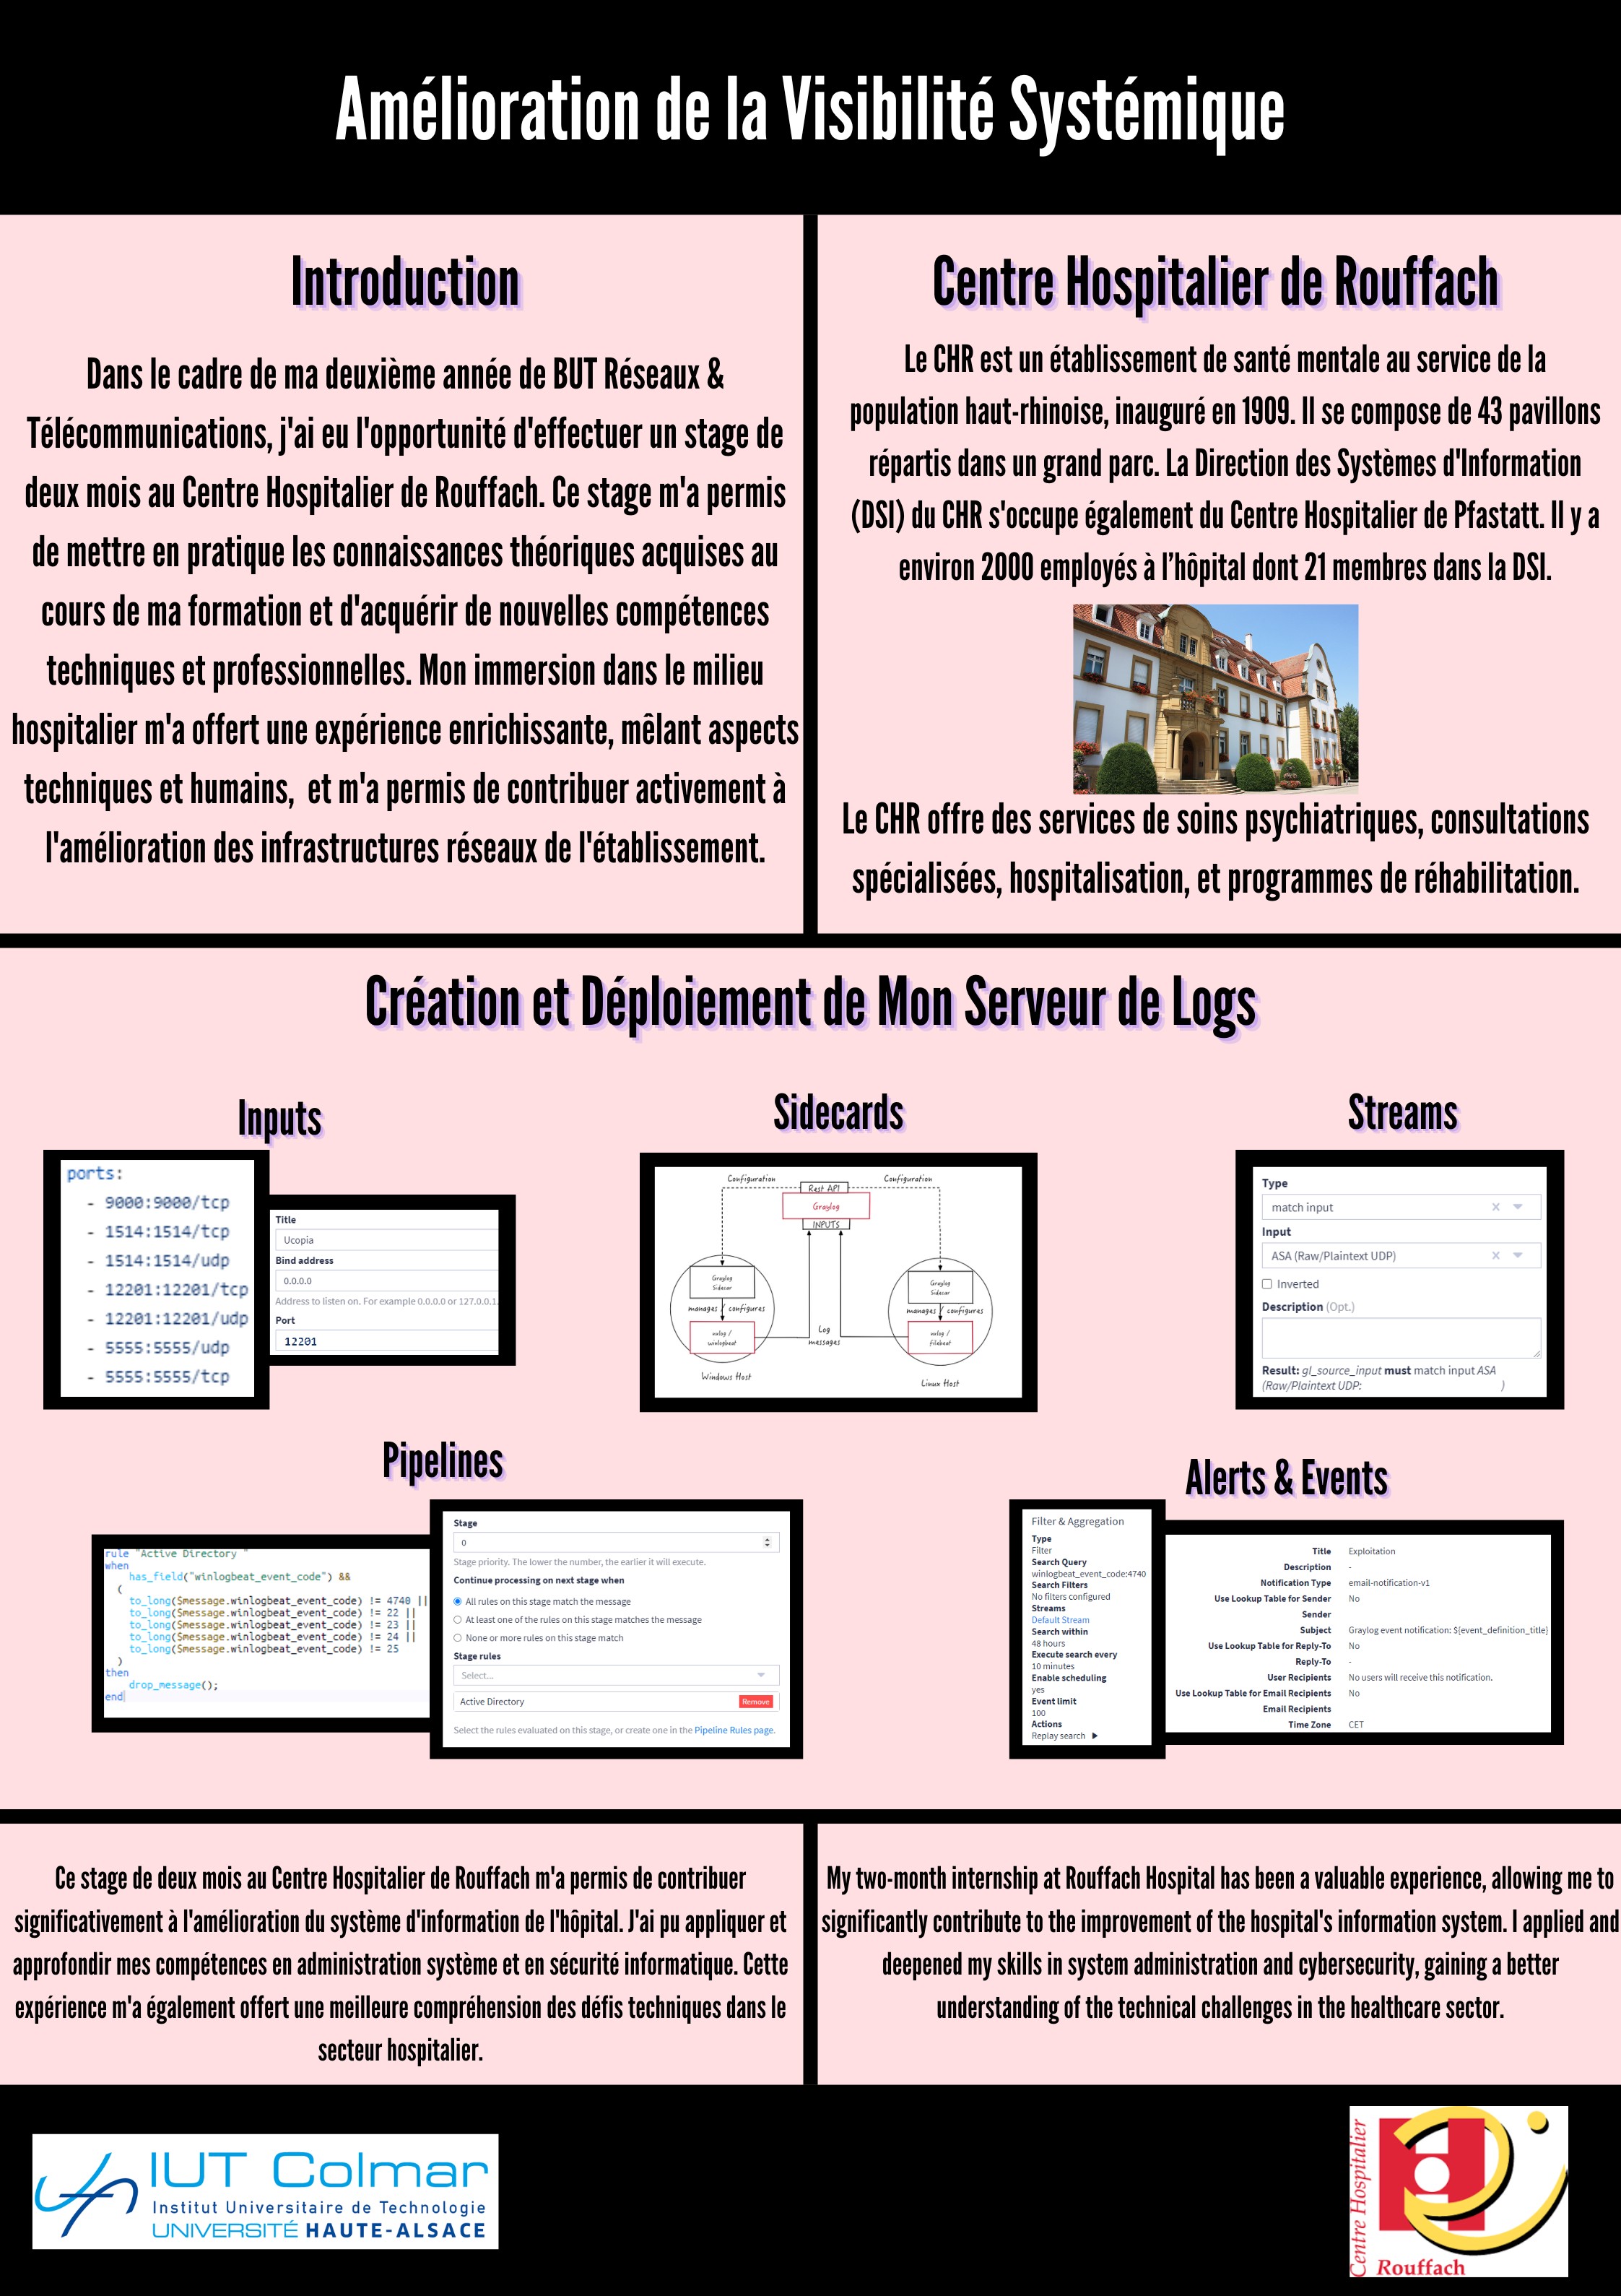 Amélioration de la Visibilité Systémique
Introduction
Dans le cadre de ma deuxième année de BUT Réseaux &
Télécommunications, j'ai eu l'opportunité d'effectuer un stage de
deux mois au Centre Hospitalier de Rouffach. Ce stage m'a permis
de mettre en pratique les connaissances théoriques acquises au
cours de ma formation et d'acquérir de nouvelles compétences
techniques et professionnelles. Mon immersion dans le milieu
hospitalier m'a offert une expérience enrichissante, mêlant aspects
techniques et humains,  et m'a permis de contribuer activement à
l'amélioration des infrastructures réseaux de l'établissement.
Centre Hospitalier de Rouffach
Le CHR est un établissement de santé mentale au service de la
population haut-rhinoise, inauguré en 1909. Il se compose de 43 pavillons
répartis dans un grand parc. La Direction des Systèmes d'Information
(DSI) du CHR s'occupe également du Centre Hospitalier de Pfastatt. Il y a
environ 2000 employés à l’hôpital dont 21 membres dans la DSI.
Le CHR offre des services de soins psychiatriques, consultations
spécialisées, hospitalisation, et programmes de réhabilitation.
Création et Déploiement de Mon Serveur de Logs
Inputs
ports:
- 9000:9000/tcp
- 1514:1514/tcp
- 1514:1514/udp
- 12201:12201/tcp
- 12201:12201/udp
- 5555:5555/udp
- 5555:5555/tcp
Title
Ucopia
Bind address
0.0.0.0
Address to listen on. For example 0.0.0.0 or 127.0.0.1.
Port
12201
Sidecards
Configuration
Configuration
Rest API
Graylog
INPUTS
Graylog
Sidecar
manages / configures
nxlog /
winlogbeat
Windows Host
Log
messages
Graylog
Sidecar
manages / configures
nxlog /
filebeat
Linux Host
Streams
Type
match input
Input
ASA (Raw/Plaintext UDP)
Inverted
Description (Opt.)
Result: gl_source_input must match input ASA
(Raw/Plaintext UDP: )
Pipelines
rule "Active Directory "
when
has_field("winlogbeat_event_code") &&
(
to_long($message.winlogbeat_event_code) != 4740 ||
to_long($message.winlogbeat_event_code) != 22 ||
to_long($message.winlogbeat_event_code) != 23 ||
to_long($message.winlogbeat_event_code) != 24 ||
to_long($message.winlogbeat_event_code) != 25
)
then
drop_message();
end
Stage
0
Stage priority. The lower the number, the earlier it will execute.
Continue processing on next stage when
All rules on this stage match the message
At least one of the rules on this stage matches the message
None or more rules on this stage match
Stage rules
Select...
Active Directory Remove
Select the rules evaluated on this stage, or create one in the Pipeline Rules page.
Alerts & Events
Filter & Aggregation
Type
Filter
Search Query
winlogbeat_event_code:4740
Search Filters
No filters configured
Streams
Default Stream
Search within
48 hours
Execute search every
10 minutes
Enable scheduling
yes
Event limit
100
Actions
Replay search
Title Exploitation
Description -
Notification Type email-notification-v1
Use Lookup Table for Sender No
Sender
Subject Graylog event notification: ${event_definition_title}
Use Lookup Table for Reply-To No
Reply-To -
User Recipients No users will receive this notification.
Use Lookup Table for Email Recipients No
Email Recipients
Time Zone CET
Ce stage de deux mois au Centre Hospitalier de Rouffach m'a permis de contribuer
significativement à l'amélioration du système d'information de l'hôpital. J'ai pu appliquer et
approfondir mes compétences en administration système et en sécurité informatique. Cette
expérience m'a également offert une meilleure compréhension des défis techniques dans le
secteur hospitalier.
My two-month internship at Rouffach Hospital has been a valuable experience, allowing me to
significantly contribute to the improvement of the hospital's information system. I applied and
deepened my skills in system administration and cybersecurity, gaining a better
understanding of the technical challenges in the healthcare sector.
IUT Colmar
Institut Universitaire de Technologie
UNIVERSITÉ HAUTE-ALSACE
Centre Hospitalier
Rouffach